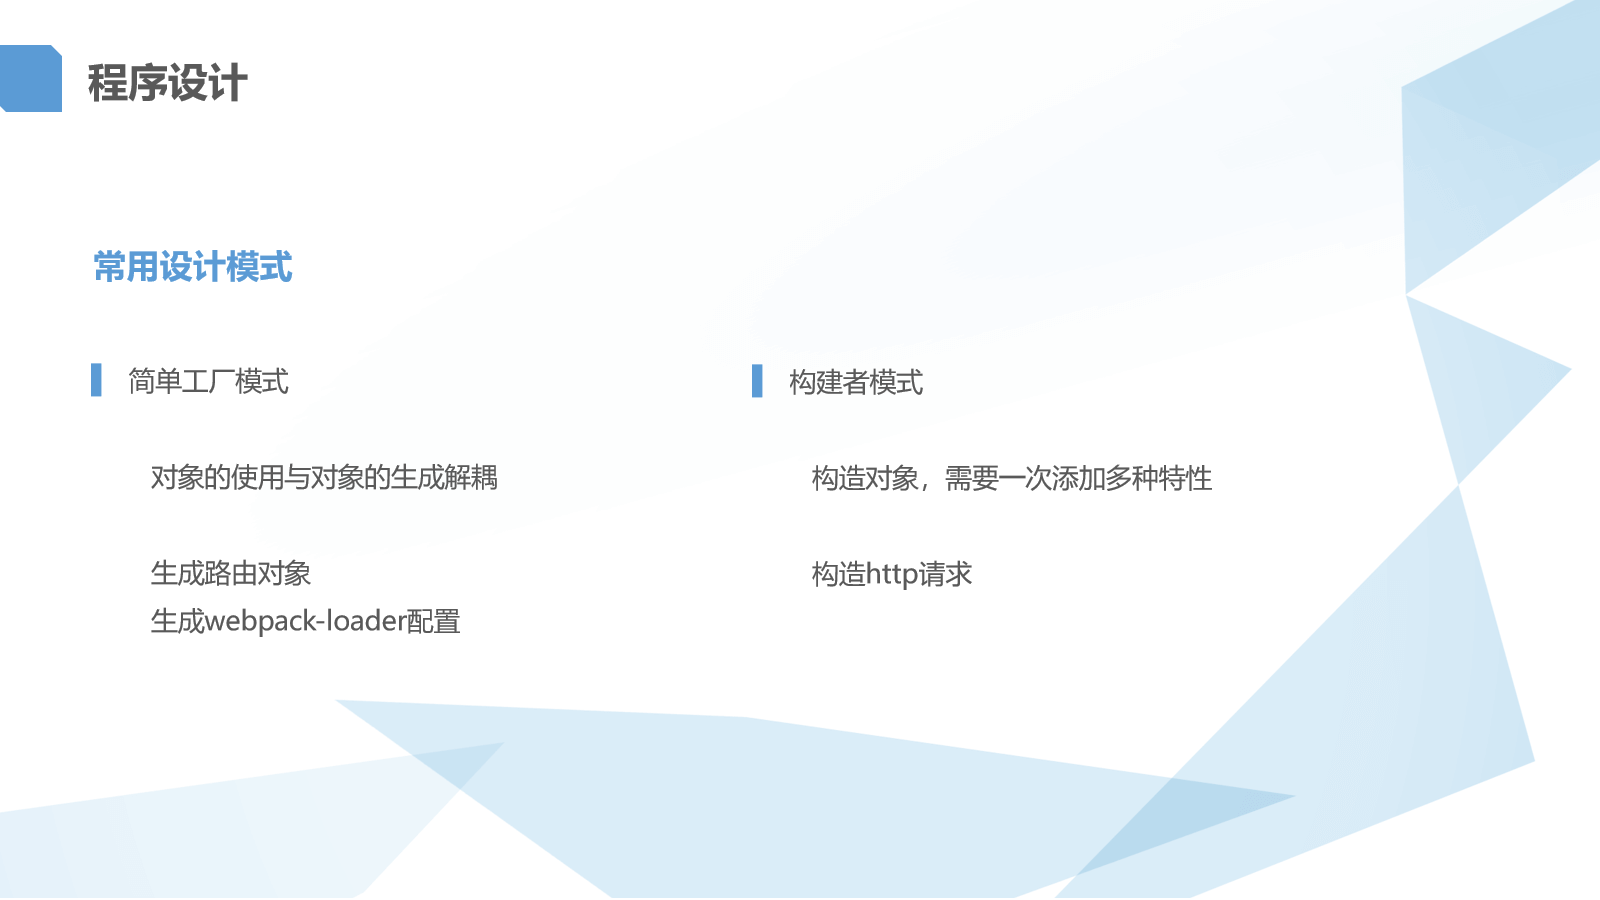 程序设计
常用设计模式
简单工厂模式
对象的使用与对象的生成解耦
生成路由对象
生成webpack-loader配置
构建者模式
构造对象，需要一次添加多种特性
构造http请求